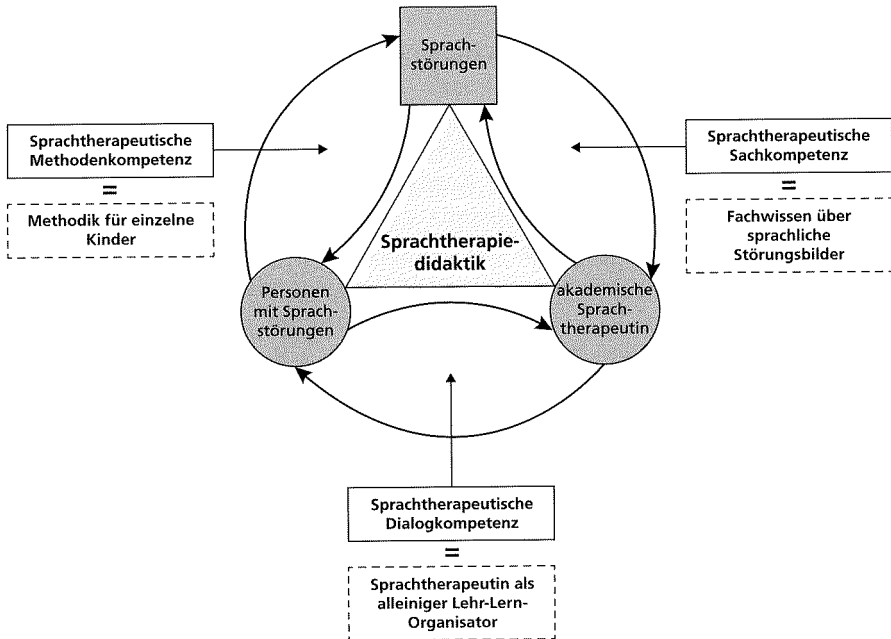 Sprach-
störungen
Sprachtherapeutische
Methodenkompetenz
=
Methodik für einzelne
Kinder
Sprachtherapeutische
Sachkompetenz
=
Fachwissen über
sprachliche
Störungsbilder
Sprachtherapie-
didaktik
Personen
mit Sprach-
störungen
akademische
Sprach-
therapeutin
Sprachtherapeutische
Dialogkompetenz
=
Sprachtherapeutin als
alleiniger Lehr-Lern-
Organisator